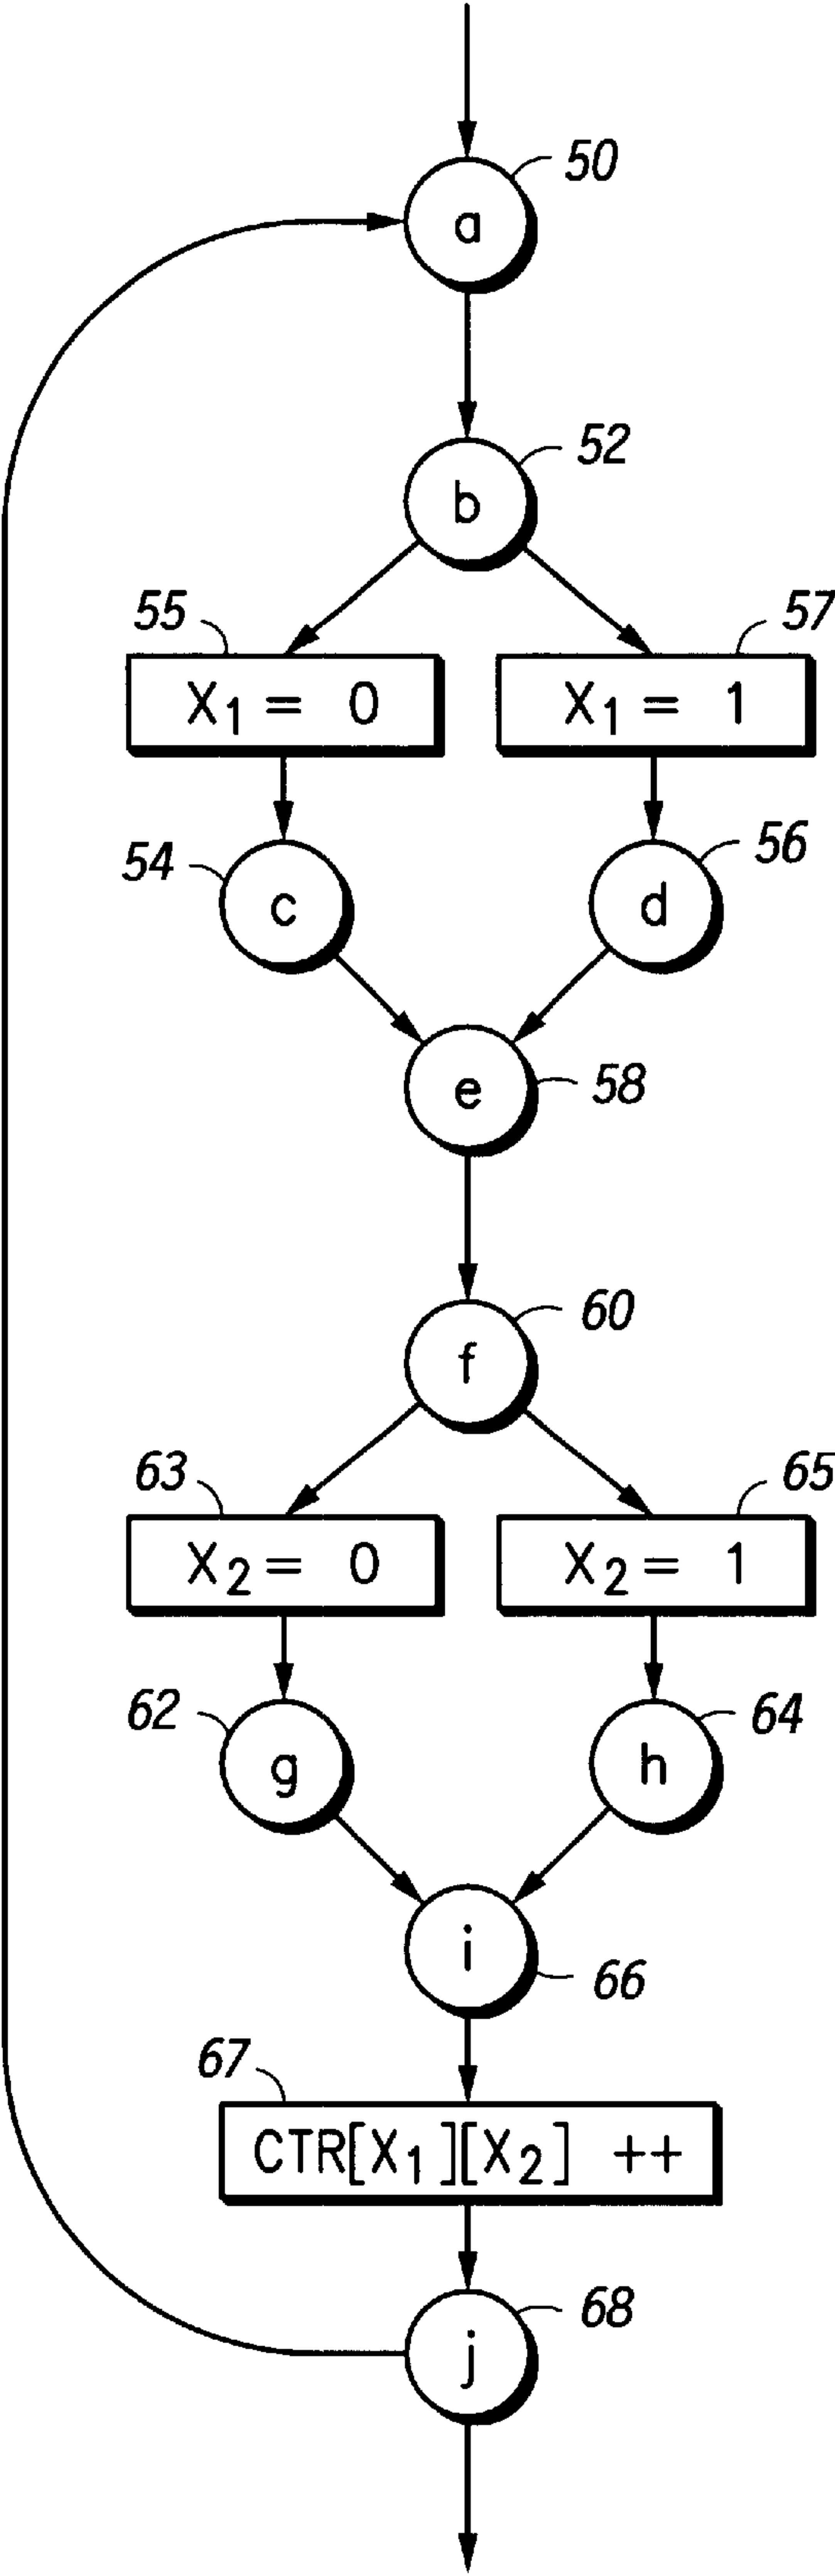 50
a
52
b
55
57
X1 = 0
X1 = 1
54
56
c
d
e
58
60
f
63
65
X2 = 0
X2 = 1
62
64
g
h
i
66
67
CTR[X1][X2] ++
68
j